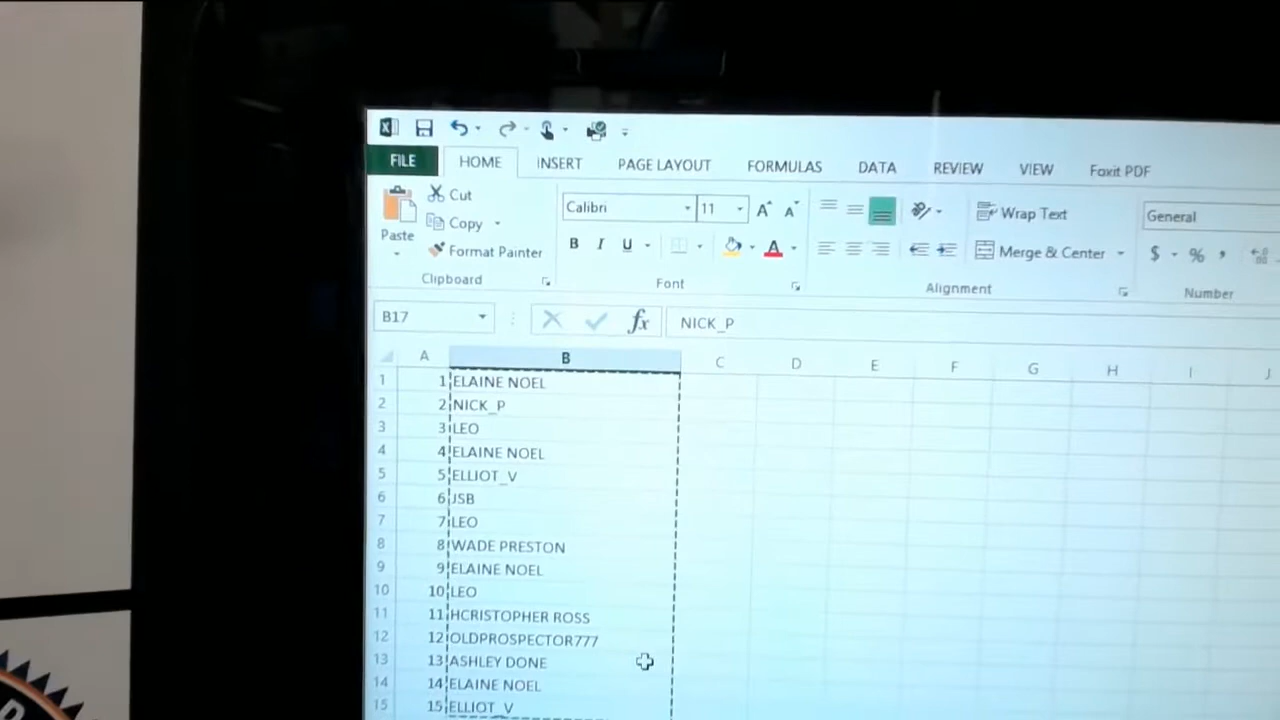 FILE HOME INSERT PAGE LAYOUT FORMULAS DATA REVIEW VIEW Foxit PDF
Cut
Copy
Format Painter
Paste
Clipboard
Calibri 11
B I U
Font
Wrap Text
Merge & Center
Alignment
General
$ % ,
Number
B17 fx NICK_P
A B C D E F G H I J
1 1 ELAINE NOEL
2 2 NICK_P
3 3 LEO
4 4 ELAINE NOEL
5 5 ELLIOT_V
6 6 JSB
7 7 LEO
8 8 WADE PRESTON
9 9 ELAINE NOEL
10 10 LEO
11 11 HCRISTOPHER ROSS
12 12 OLDPROSPECTOR777
13 13 ASHLEY DONE
14 14 ELAINE NOEL
15 15 ELLIOT_V